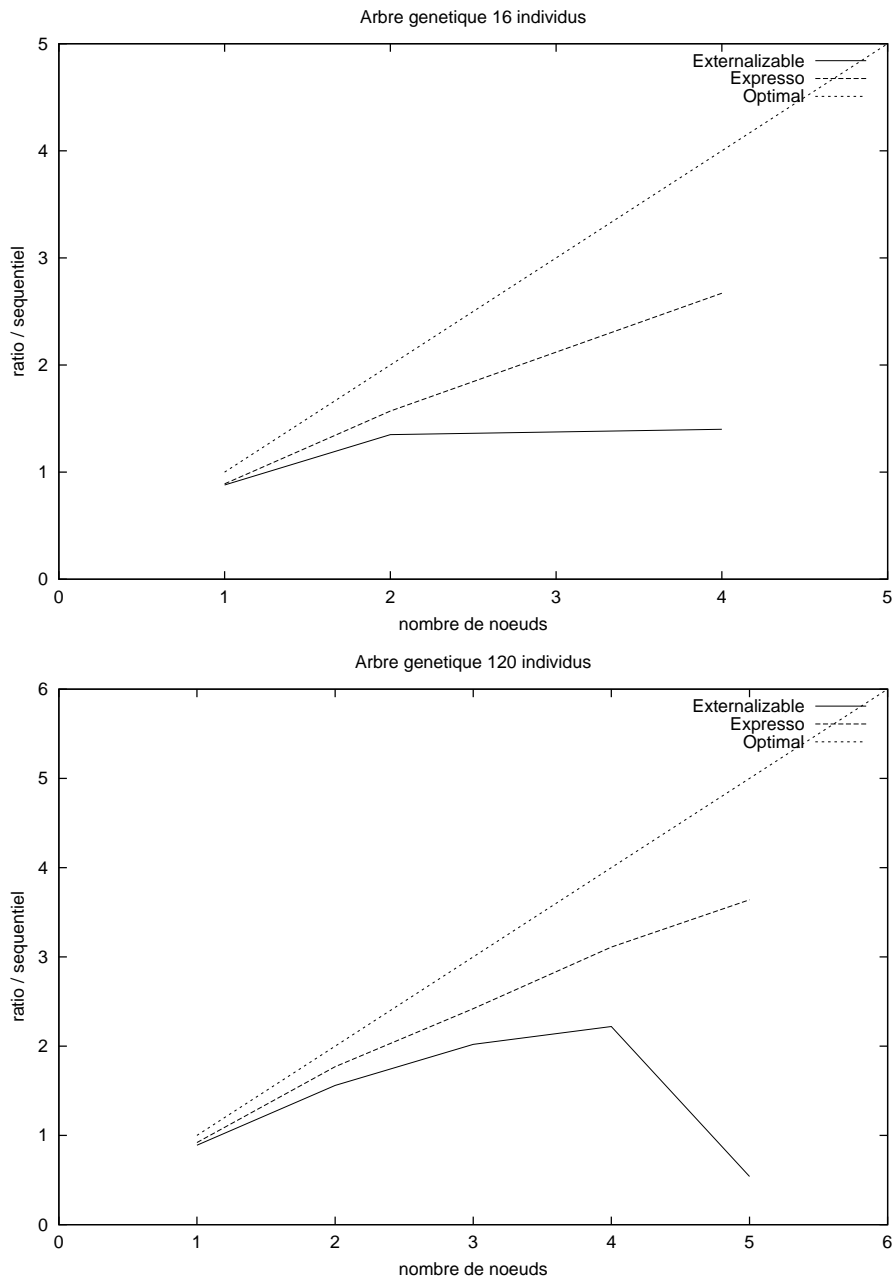 Arbre genetique 16 individus
5
4
3
2
1
0
ratio / sequentiel
Externalizable
Expresso
Optimal
0 1 2 3 4 5
nombre de noeuds
Arbre genetique 120 individus
6
5
4
3
2
1
0
ratio / sequentiel
Externalizable
Expresso
Optimal
0 1 2 3 4 5 6
nombre de noeuds